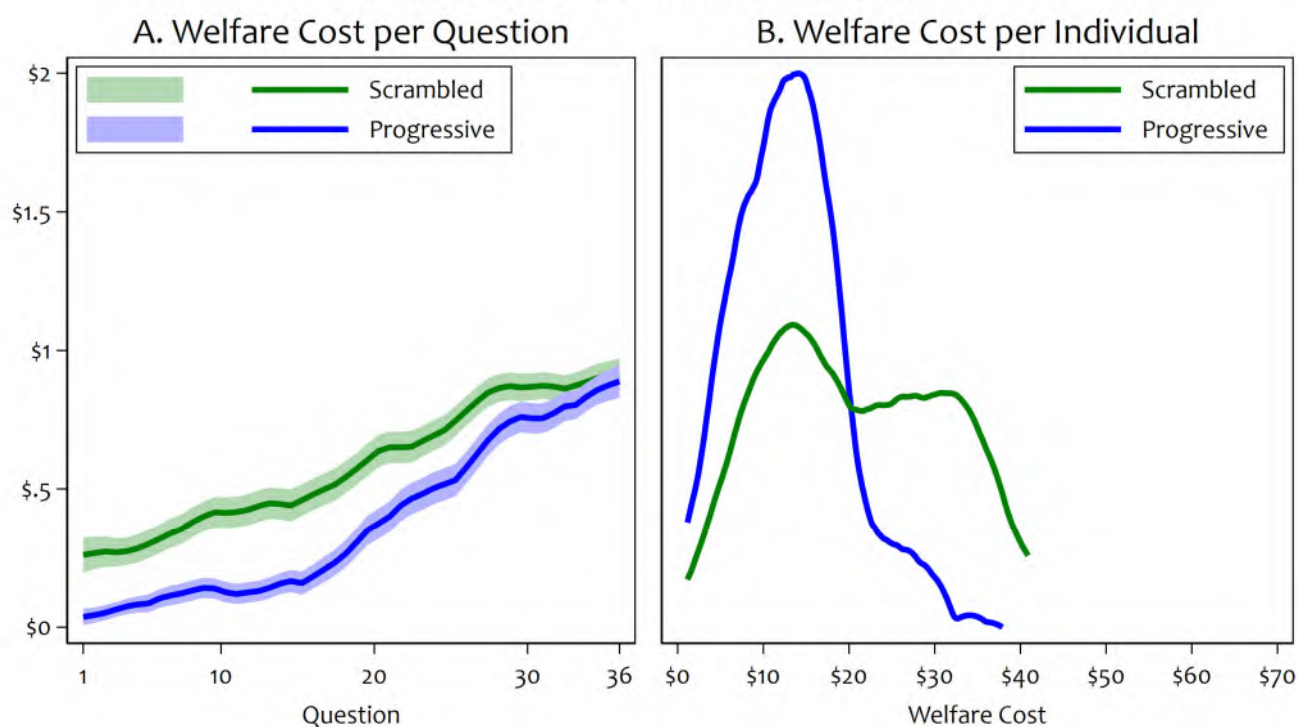 A. Welfare Cost per Question
Scrambled
Progressive
$2
$1.5
$1
$.5
$0
1 10 20 30 36
Question
B. Welfare Cost per Individual
Scrambled
Progressive
$0 $10 $20 $30 $40 $50 $60 $70
Welfare Cost